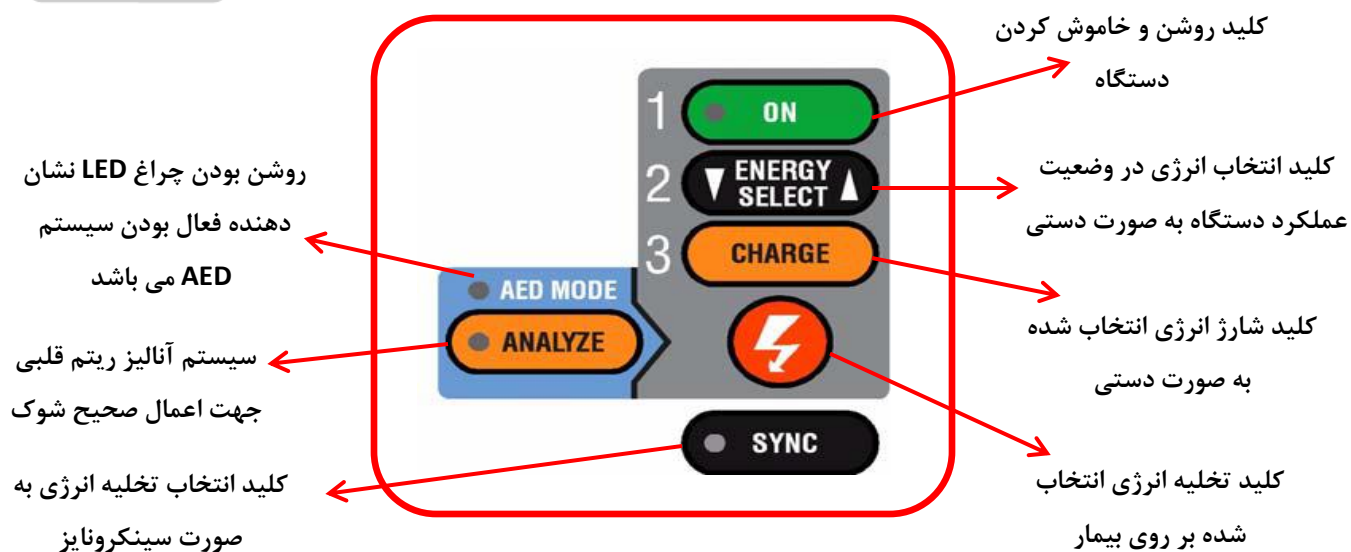 کلید روشن و خاموش کردن
دستگاه
1 ON
کلید انتخاب انرژی در وضعیت
عملکرد دستگاه به صورت دستی
2 ENERGY
SELECT
3 CHARGE
کلید شارژ انرژی انتخاب شده
به صورت دستی
کلید تخلیه انرژی انتخاب
شده بر روی بیمار
روشن بودن چراغ LED نشان
دهنده فعال بودن سیستم
AED می باشد
AED MODE
ANALYZE
سیستم آنالیز ریتم قلبی
جهت اعمال صحیح شوک
SYNC
کلید انتخاب تخلیه انرژی به
صورت سینکرونایز